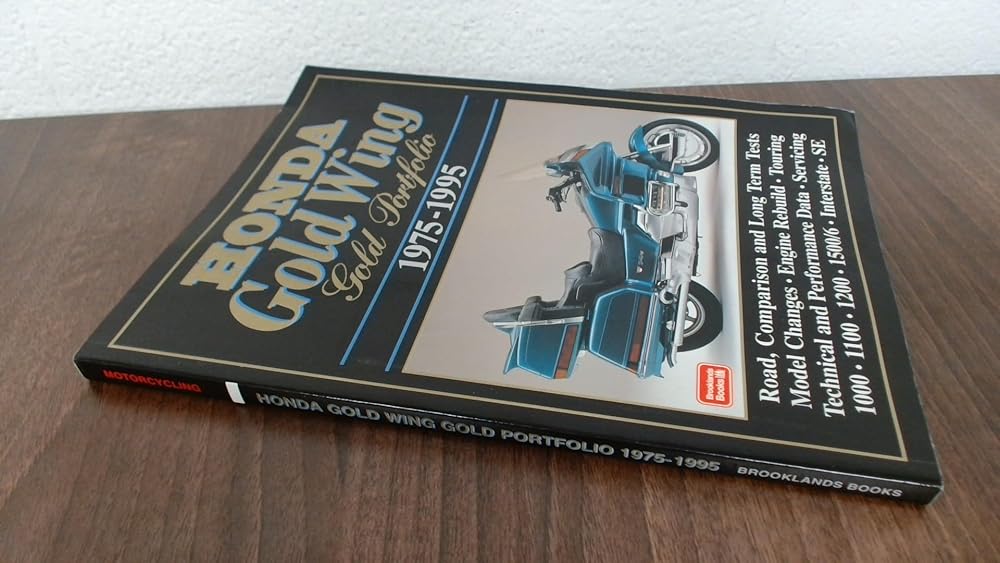 HONDA
Gold Wing
Gold Portfolio
1975-1995
Brooklands
Books
Road, Comparison and Long Term Tests
Model Changes · Engine Rebuild · Touring
Technical and Performance Data · Servicing
1000 · 1100 · 1200 · 1500/6 · Interstate · SE
MOTORCYCLING
HONDA GOLD WING GOLD PORTFOLIO 1975-1995 BROOKLANDS BOOKS